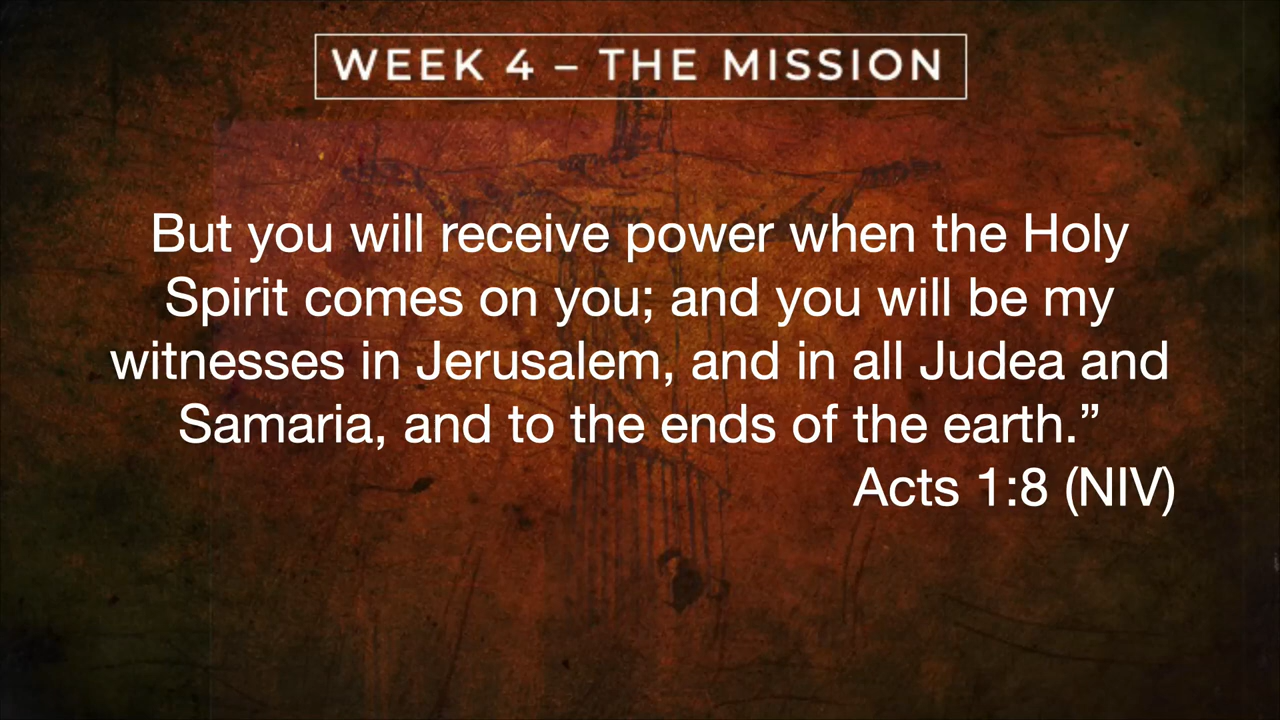 WEEK 4 – THE MISSION
But you will receive power when the Holy
Spirit comes on you; and you will be my
witnesses in Jerusalem, and in all Judea and
Samaria, and to the ends of the earth.”
Acts 1:8 (NIV)